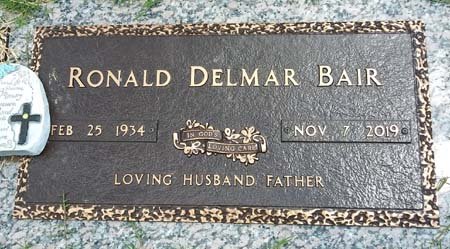 RONALD DELMAR BAIR
FEB 25 1934
IN GOD'S
LOVING CARE
NOV 7 2019
LOVING HUSBAND FATHER